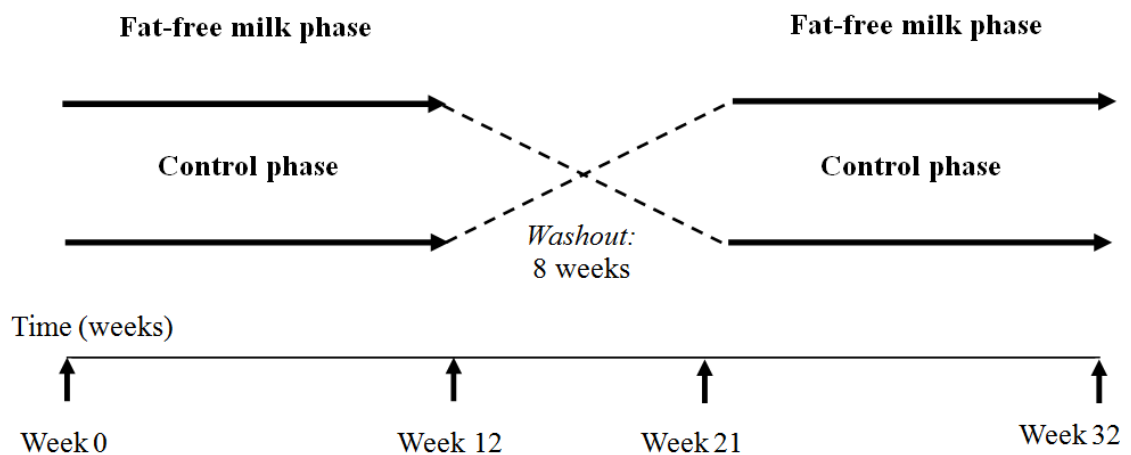 Fat-free milk phase
Fat-free milk phase
Control phase
Control phase
Washout:
8 weeks
Time (weeks)
Week 0
Week 12
Week 21
Week 32